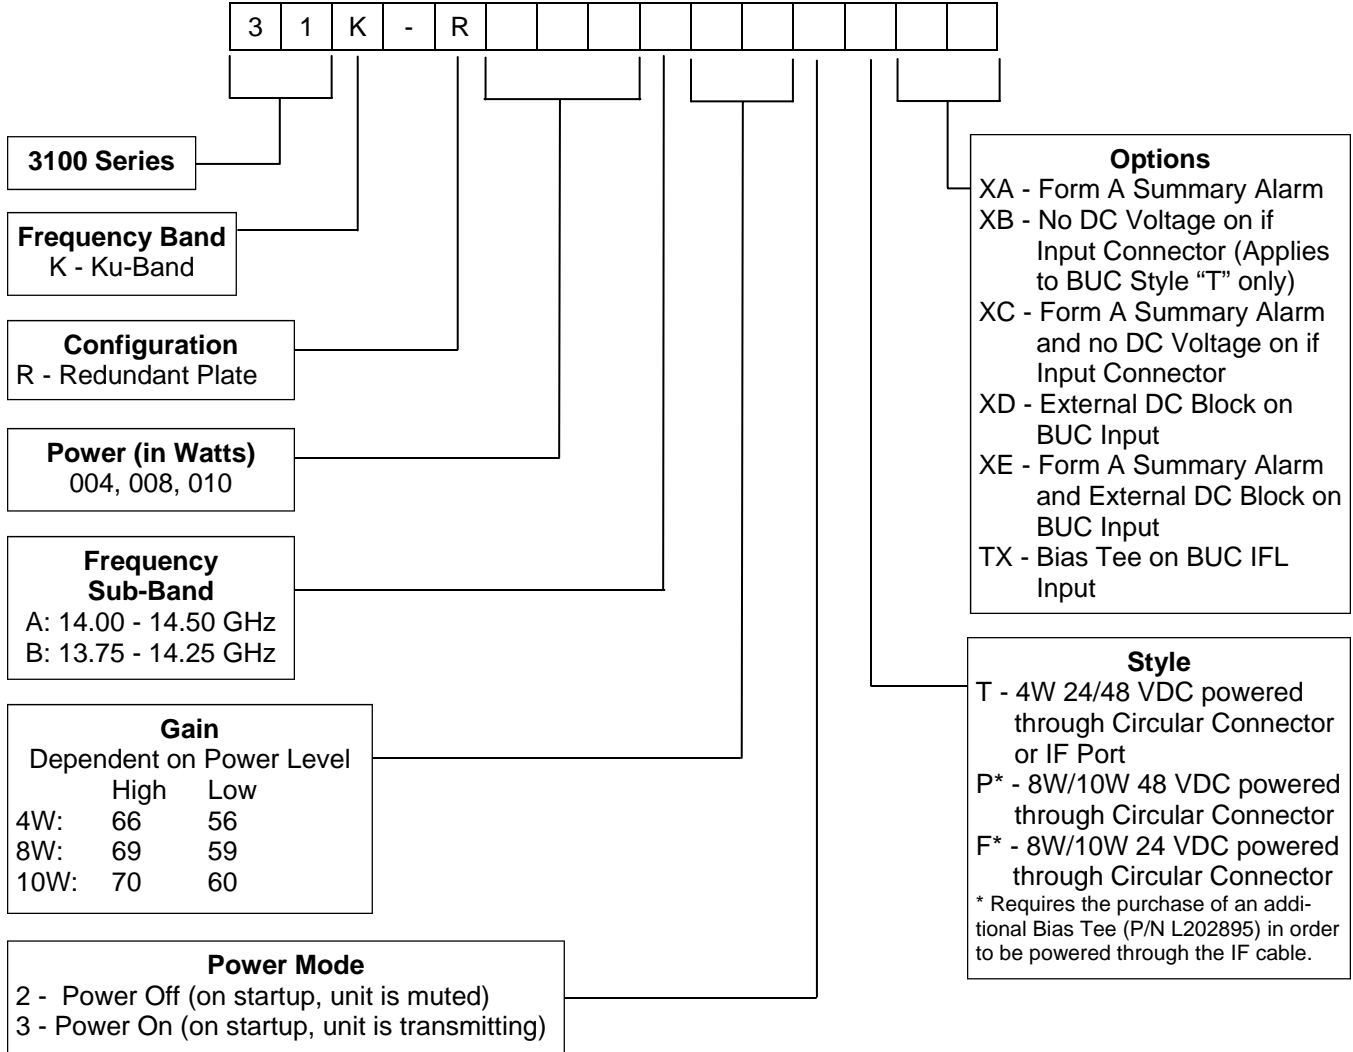 3 1 K - R
3100 Series
Frequency Band
K - Ku-Band
Configuration
R - Redundant Plate
Power (in Watts)
004, 008, 010
Frequency
Sub-Band
A: 14.00 - 14.50 GHz
B: 13.75 - 14.25 GHz
Gain
Dependent on Power Level
High Low
4W: 66 56
8W: 69 59
10W: 70 60
Power Mode
2 - Power Off (on startup, unit is muted)
3 - Power On (on startup, unit is transmitting)
Options
XA - Form A Summary Alarm
XB - No DC Voltage on if
Input Connector (Applies
to BUC Style “T” only)
XC - Form A Summary Alarm
and no DC Voltage on if
Input Connector
XD - External DC Block on
BUC Input
XE - Form A Summary Alarm
and External DC Block on
BUC Input
TX - Bias Tee on BUC IFL
Input
Style
T - 4W 24/48 VDC powered
through Circular Connector
or IF Port
P* - 8W/10W 48 VDC powered
through Circular Connector
F* - 8W/10W 24 VDC powered
through Circular Connector
* Requires the purchase of an addi-
tional Bias Tee (P/N L202895) in order
to be powered through the IF cable.